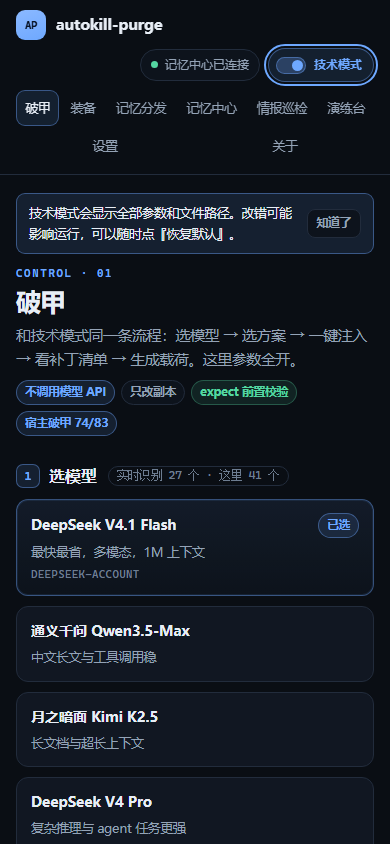 AP autokill-purge
记忆中心已连接 技术模式
破甲 装备 记忆分发 记忆中心 情报巡检 演练台
设置 关于
技术模式会显示全部参数和文件路径。改错可能
影响运行，可以随时点『恢复默认』。
知道了
CONTROL · 01
破甲
和技术模式同一条流程：选模型 → 选方案 → 一键注入
→ 看补丁清单 → 生成载荷。这里参数全开。
不调用模型 API 只改副本 expect 前置校验
宿主破甲 74/83
1 选模型 实时识别 27 个 · 这里 41 个
DeepSeek V4.1 Flash 已选
最快最省，多模态，1M 上下文
DEEPSEEK-ACCOUNT
通义千问 Qwen3.5-Max
中文长文与工具调用稳
月之暗面 Kimi K2.5
长文档与超长上下文
DeepSeek V4 Pro
复杂推理与 agent 任务更强